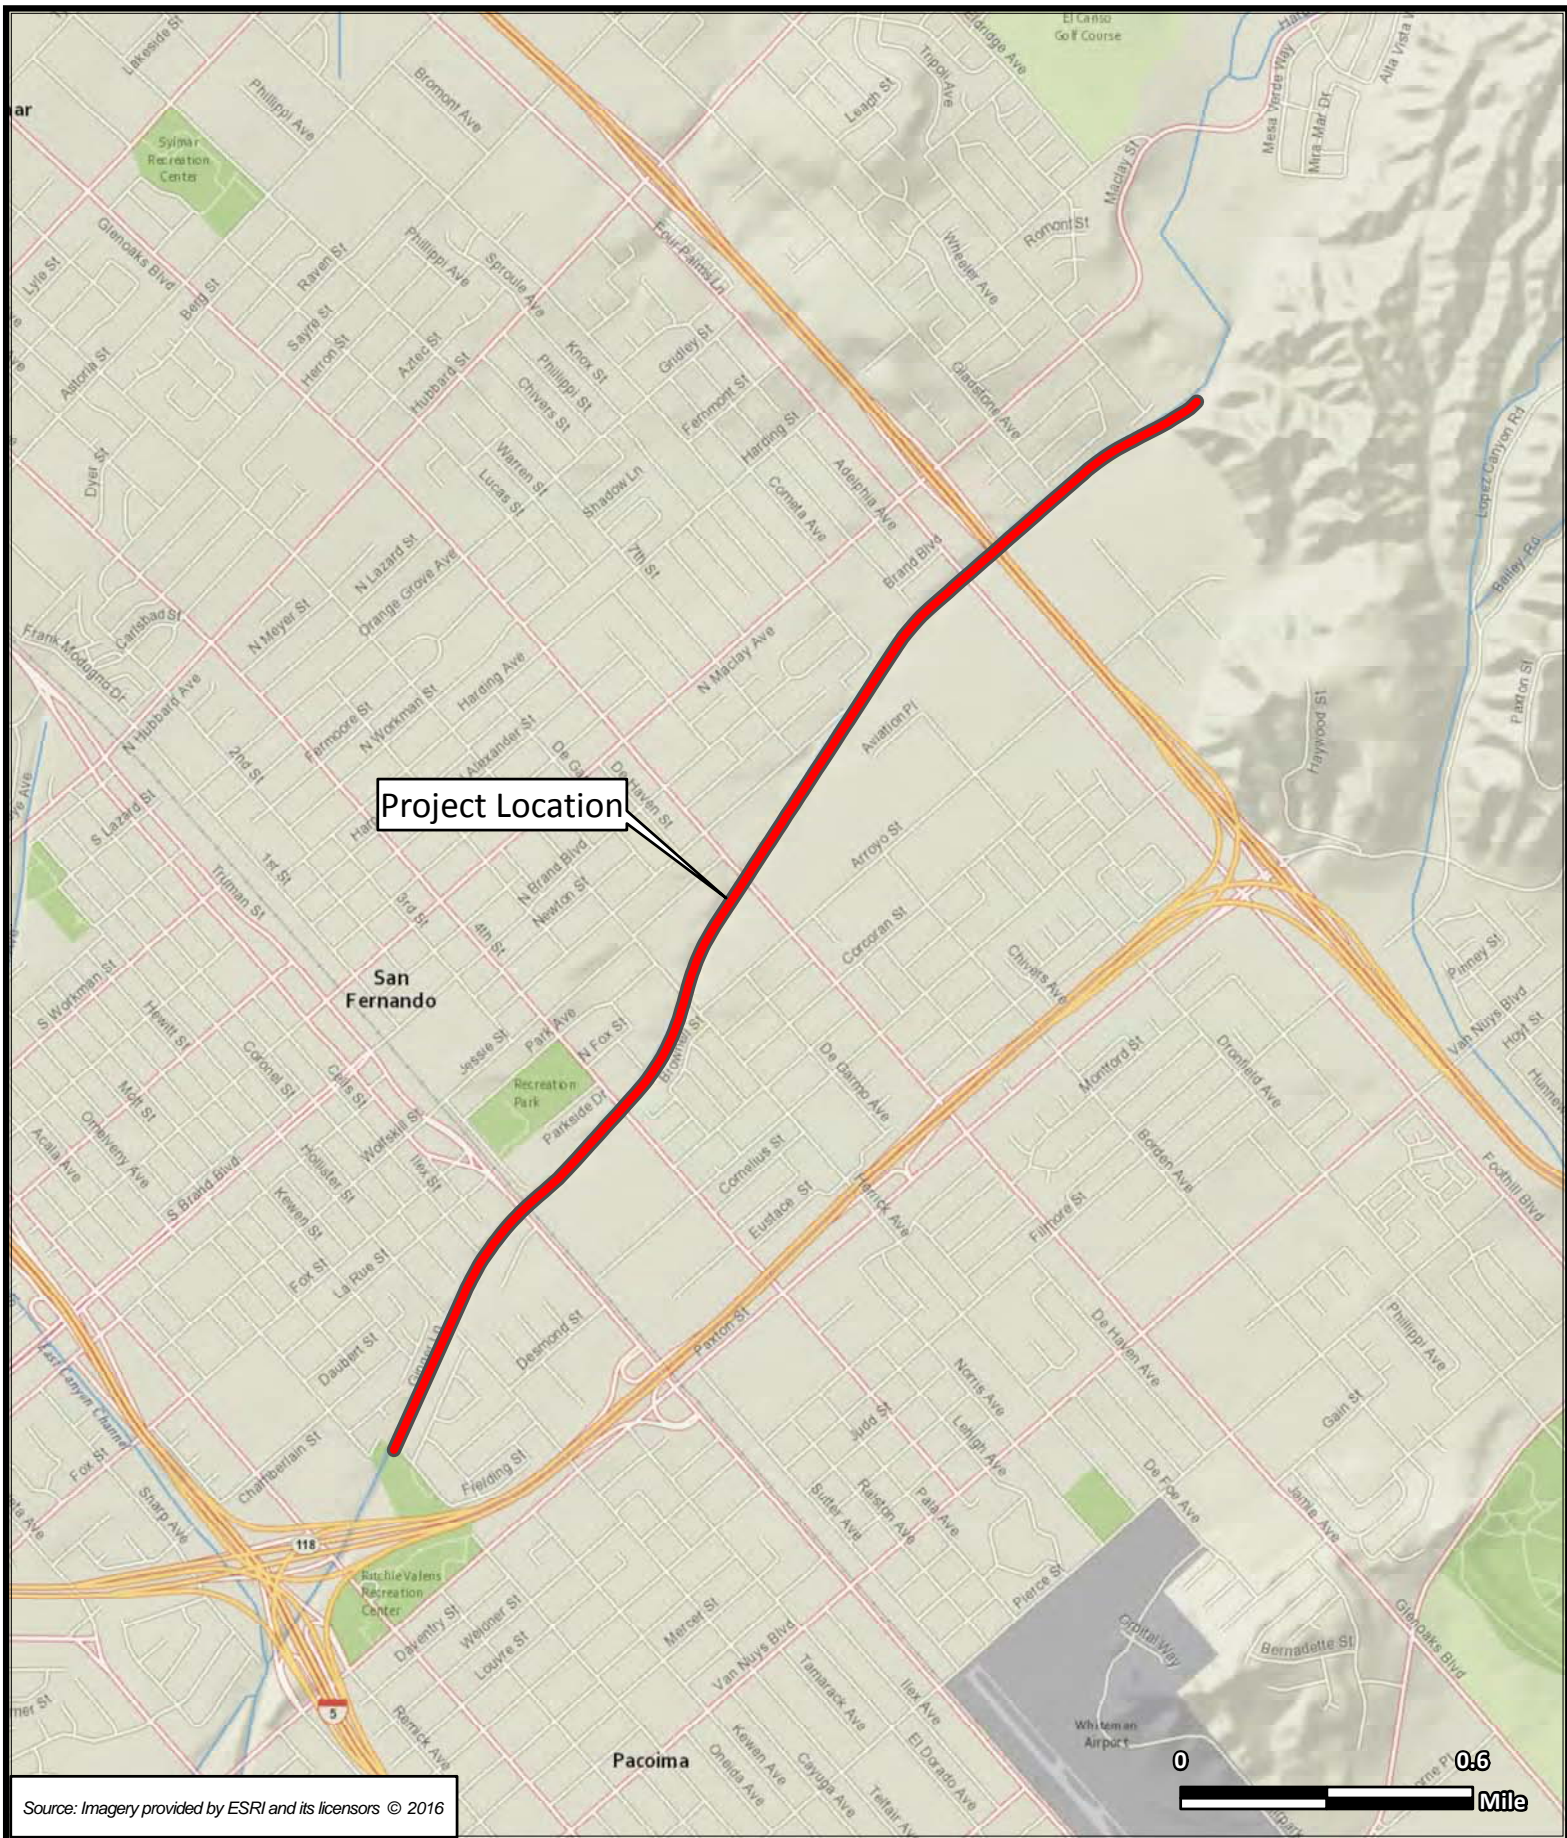 El Cariso
Golf Course
Lakeside St
Phillippi Ave
Bromont Ave
Tripoli Ave
Eldridge Ave
Leach St
Mesa Verde Way
Mira Mar Dr
Alta Vista
ar
Sylmar
Recreation
Center
Maclay St
Romont St
Wheeler Ave
Four Palms Ln
Glenoaks Blvd
Lyle St
Berg St
Raven St
Phillippi Ave
Sproule Ave
Sayre St
Herron St
Aztec St
Hubbard St
Astoria St
Knox St
Phillippi St
Chivers St
Gridley St
Fernmont St
Harding St
Gladstone Ave
Dyer St
Warren St
Lucas St
Shadow Ln
Cometa Ave
Adelphia Ave
Lopez Canyon Rd
Bailey Rd
7th St
Brand Blvd
N Lazard St
Orange Grove Ave
N Meyer St
Carlsbad St
Frank Modugno Dr
N Maclay Ave
Harding Ave
N Workman St
Fermoore St
N Hubbard Ave
2nd St
Alexander St
Aviation Pl
Haywood St
Paxton St
De Haven St
Project Location
S Lazard St
1st St
Truman St
3rd St
4th St
N Brand Blvd
Newton St
Arroyo St
Corcoran St
Chivers Ave
Pinney St
Van Nuys Blvd
Hoyt St
San
Fernando
S Workman St
Hewitt St
Coronel St
Celis St
Mott St
Omelveny Ave
Acala Ave
Jessie St
Park Ave
N Fox St
Recreation
Park
Parkside Dr
De Garmo Ave
Montford St
Dronfield Ave
Borden Ave
Foothill Blvd
Wolfskill St
Ilex St
Hollister St
Kewen St
S Brand Blvd
Fox St
La Rue St
Cornelius St
Eustace St
Herrick Ave
Filmore St
Daubert St
Desmond St
Paxton St
De Haven Ave
Phillippi Ave
East Canyon Channel
Norris Ave
Lehigh Ave
Judd St
Gain St
Fox St
Chamberlain St
Sharp Ave
Fielding St
Sutter Ave
Ralston Ave
Pala Ave
De Foe Ave
Jamie Ave
118
Ritchie Valens
Recreation
Center
Pierce St
Daventry St
Weidner St
Louvre St
Mercer St
Van Nuys Blvd
Tamarack Ave
Ilex Ave
El Dorado Ave
Orbital Way
Bernadette St
Glenoaks Blvd
5
Remick Ave
Whiteman
Airport
Pacoima
Kewen Ave
Oneida Ave
Cayuga Ave
Telfair Av
0 0.6
Mile
Source: Imagery provided by ESRI and its licensors © 2016